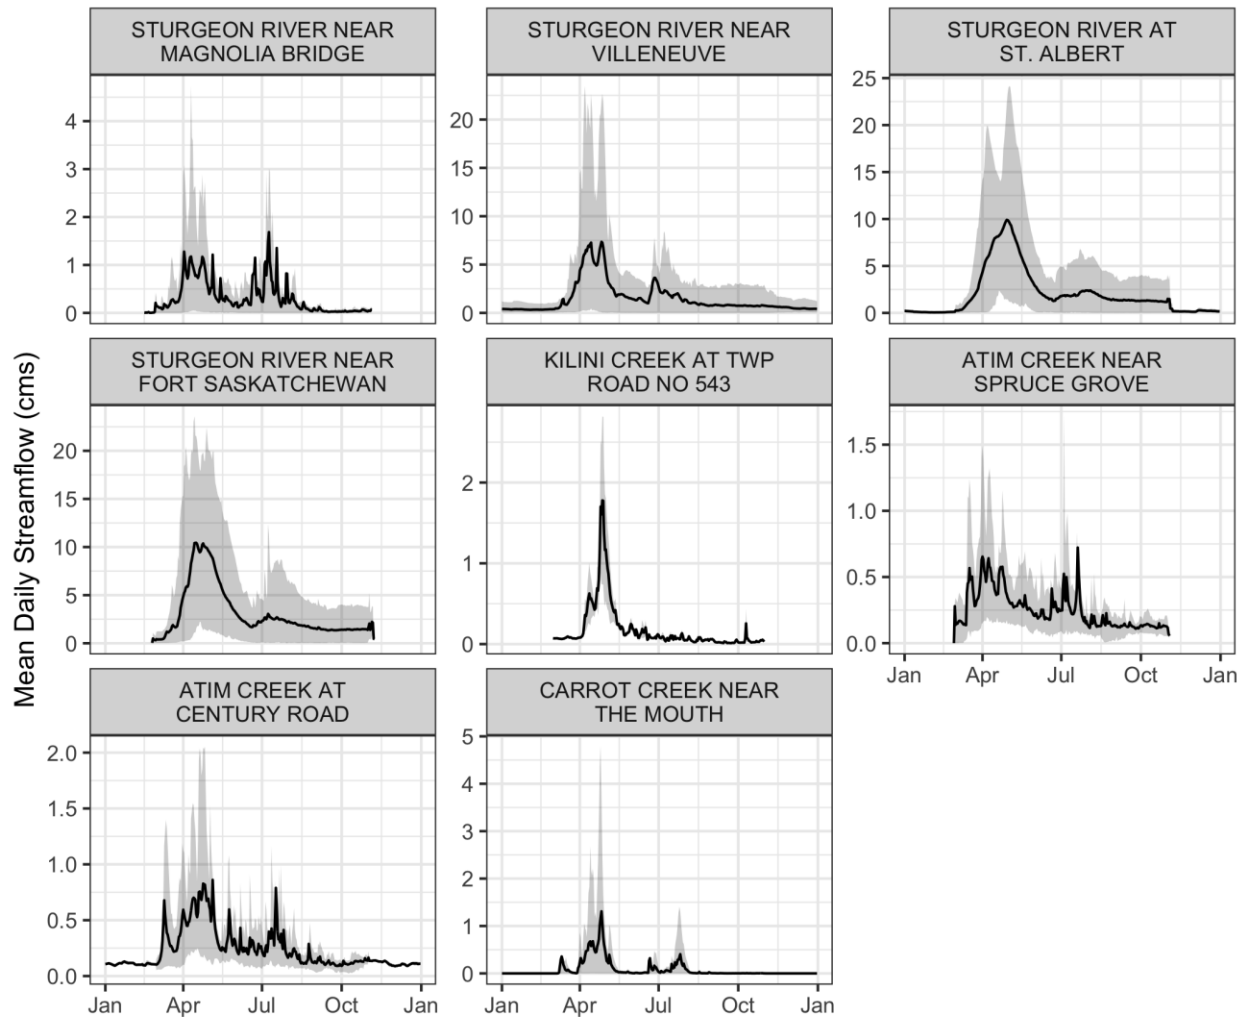 STURGEON RIVER NEAR
MAGNOLIA BRIDGE
STURGEON RIVER NEAR
VILLENEUVE
STURGEON RIVER AT
ST. ALBERT
4
3
2
1
0
20
15
10
5
0
25
20
15
10
5
0
STURGEON RIVER NEAR
FORT SASKATCHEWAN
KILINI CREEK AT TWP
ROAD NO 543
ATIM CREEK NEAR
SPRUCE GROVE
Mean Daily Streamflow (cms)
20
15
10
5
0
2
1
0
1.5
1.0
0.5
0.0
Jan Apr Jul Oct Jan
ATIM CREEK AT
CENTURY ROAD
CARROT CREEK NEAR
THE MOUTH
2.0
1.5
1.0
0.5
0.0
Jan Apr Jul Oct Jan
5
4
3
2
1
0
Jan Apr Jul Oct Jan